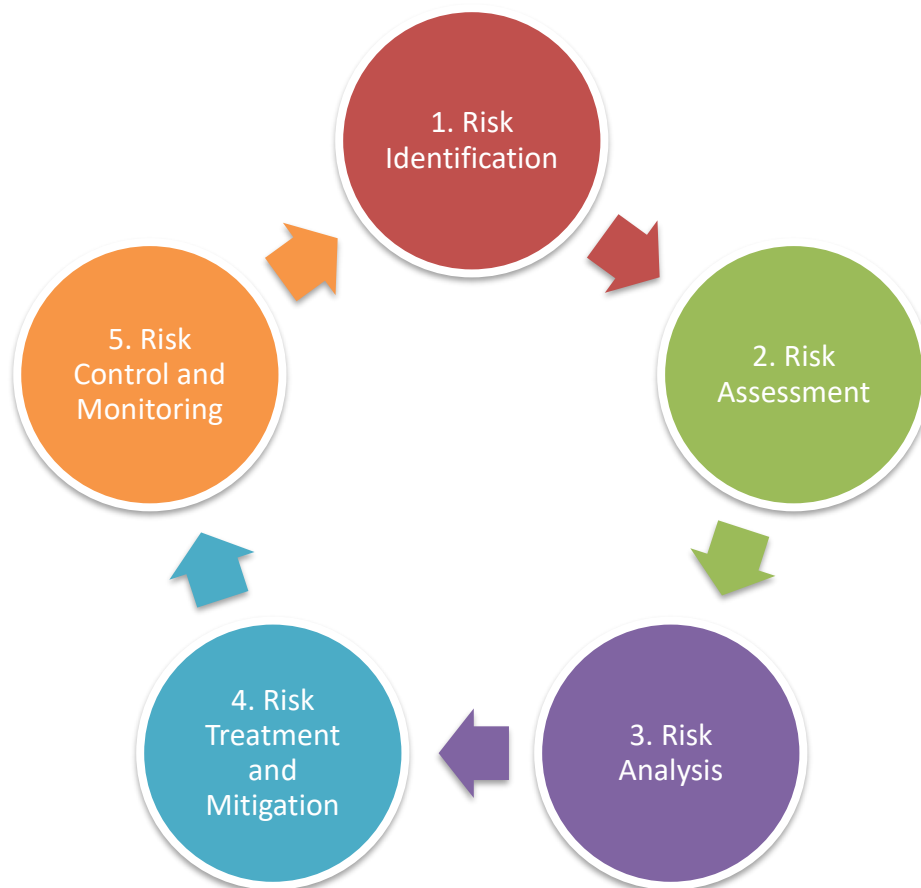 1. Risk
Identification
2. Risk
Assessment
3. Risk
Analysis
4. Risk
Treatment
and
Mitigation
5. Risk
Control and
Monitoring